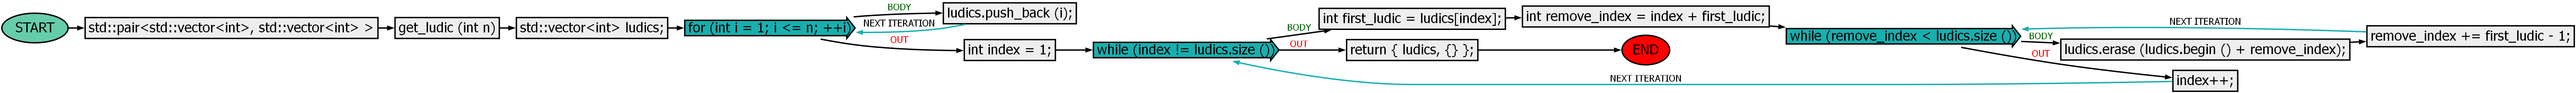 START
std::pair<std::vector<int>, std::vector<int> >
get_ludic (int n)
std::vector<int> ludics;
for (int i = 1; i <= n; ++i)
BODY
ludics.push_back (i);
NEXT ITERATION
OUT
int index = 1;
while (index != ludics.size ())
BODY
int first_ludic = ludics[index];
int remove_index = index + first_ludic;
OUT
return { ludics, {} };
END
while (remove_index < ludics.size ())
NEXT ITERATION
BODY
ludics.erase (ludics.begin () + remove_index);
remove_index += first_ludic - 1;
OUT
index++;
NEXT ITERATION